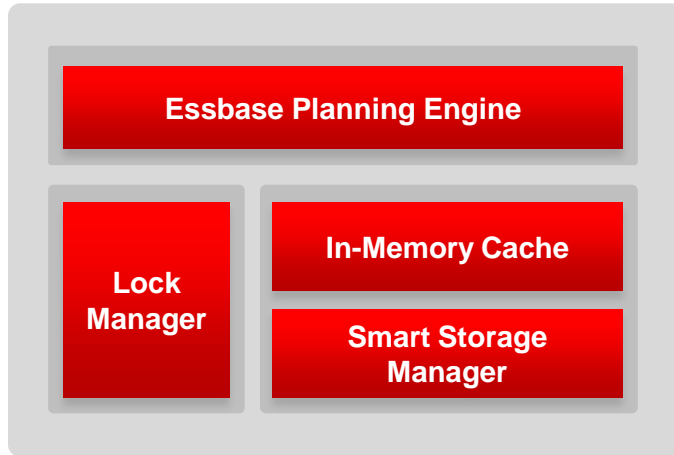 Essbase Planning Engine
Lock
Manager
In-Memory Cache
Smart Storage
Manager